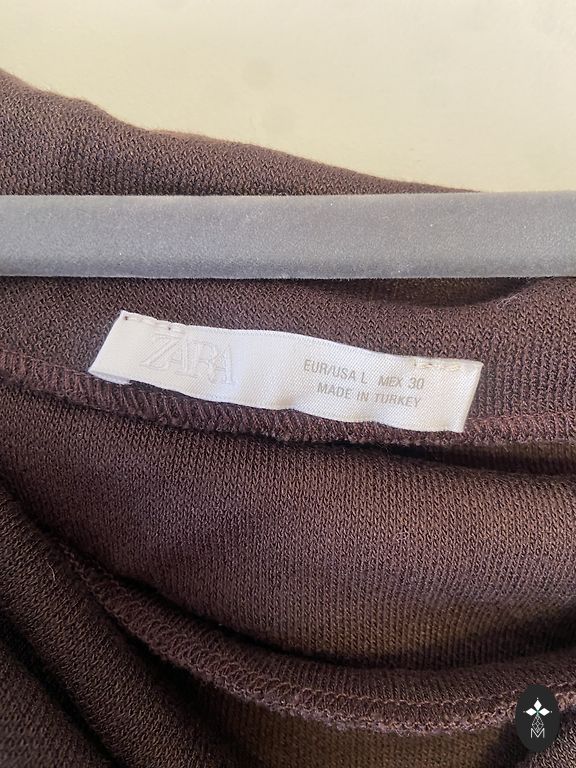 ZARA
EUR/USA L MEX 30
MADE IN TURKEY
M